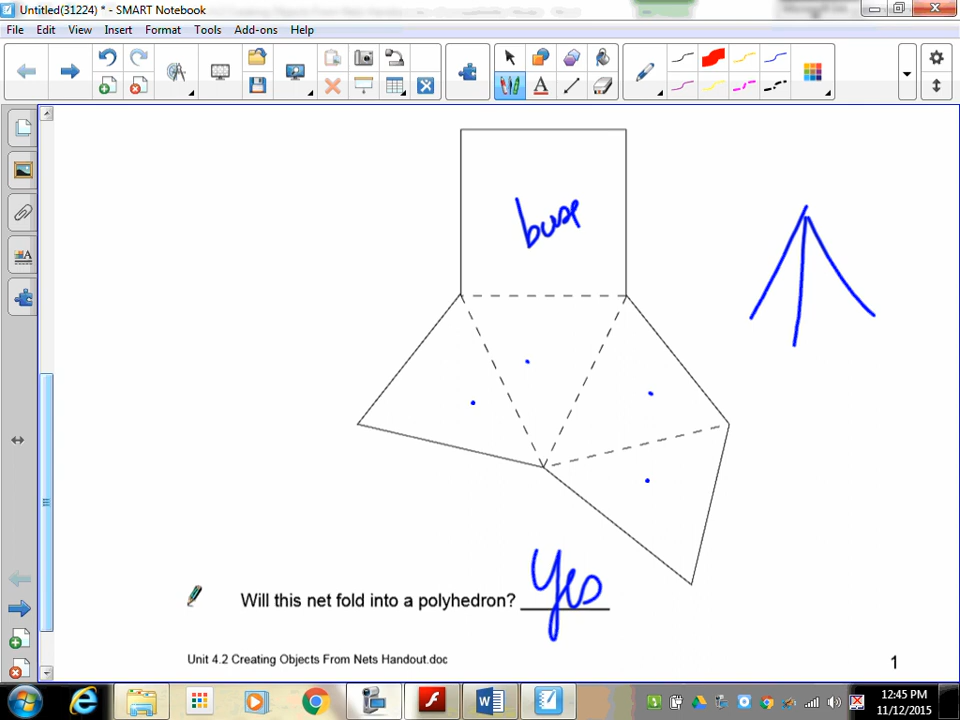 Untitled(31224) * - SMART Notebook
File Edit View Insert Format Tools Add-ons Help
base
Will this net fold into a polyhedron? yes
Unit 4.2 Creating Objects From Nets Handout.doc
1
12:45 PM
11/12/2015